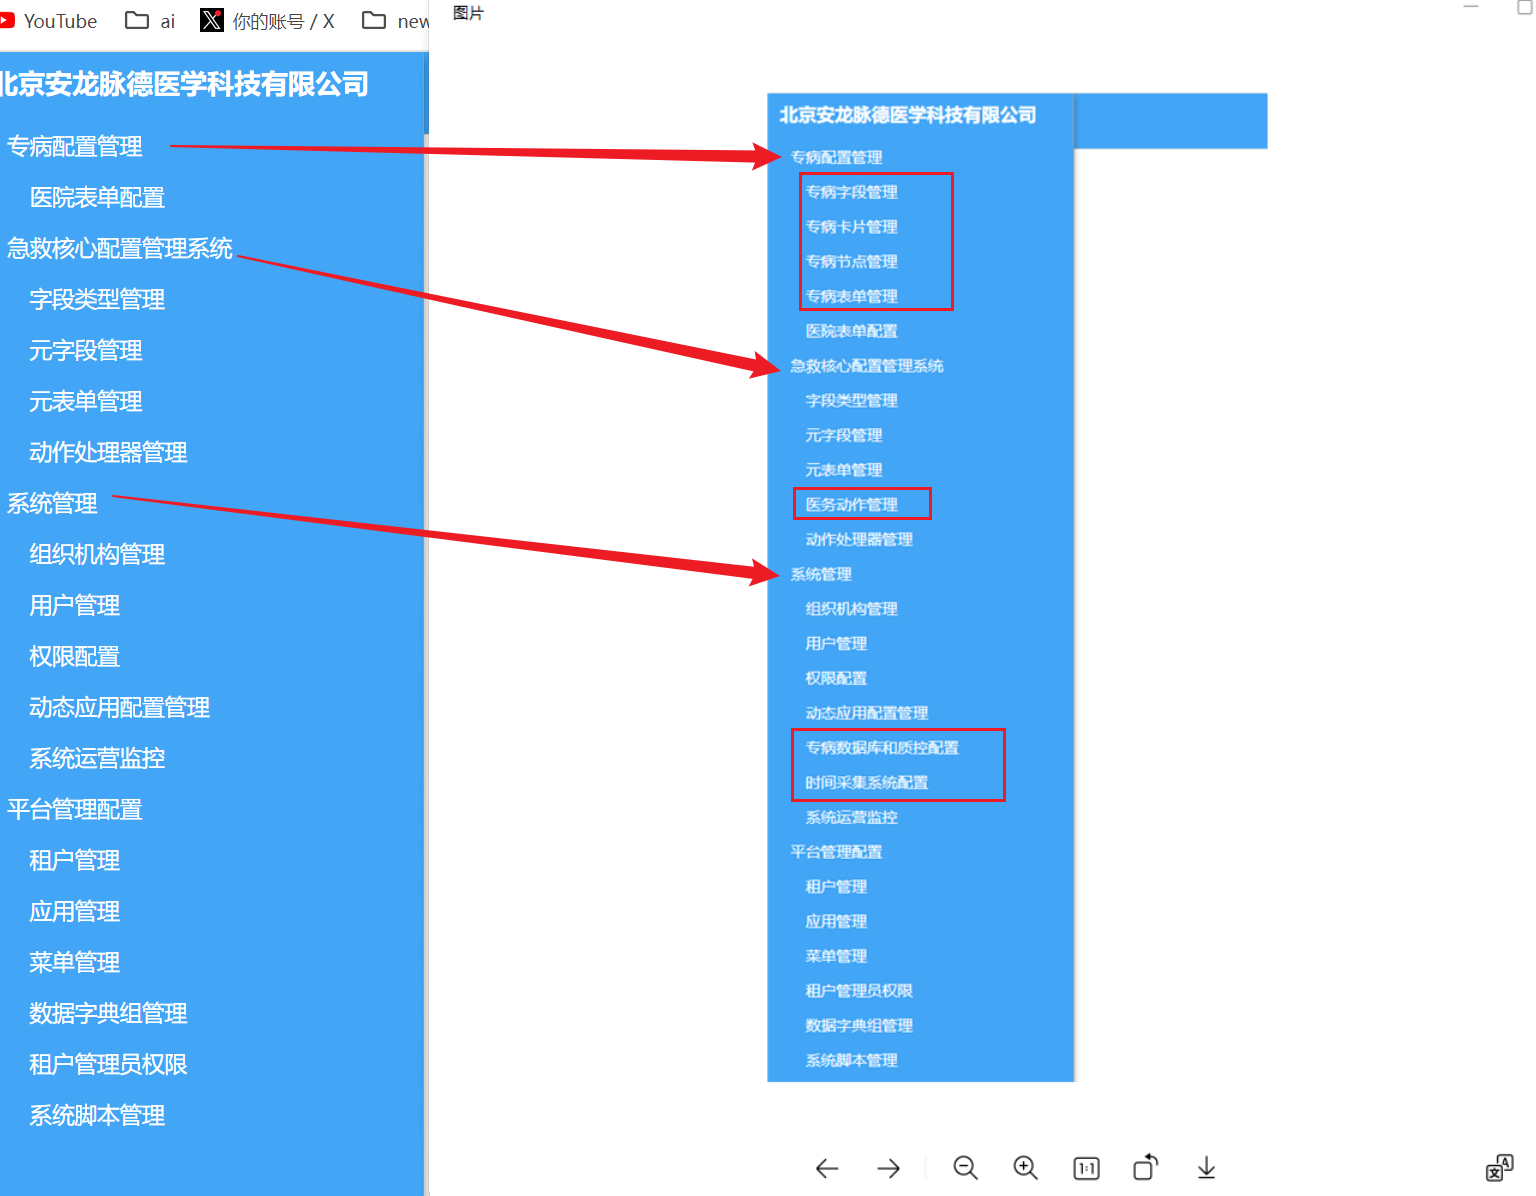 YouTube
ai
你的账号 / X
new
北京安龙脉德医学科技有限公司
专病配置管理
医院表单配置
急救核心配置管理系统
字段类型管理
元字段管理
元表单管理
动作处理器管理
系统管理
组织机构管理
用户管理
权限配置
动态应用配置管理
系统运营监控
平台管理配置
租户管理
应用管理
菜单管理
数据字典组管理
租户管理员权限
系统脚本管理
图片
北京安龙脉德医学科技有限公司
专病配置管理
专病字段管理
专病卡片管理
专病节点管理
专病表单管理
医院表单配置
急救核心配置管理系统
字段类型管理
元字段管理
元表单管理
医务动作管理
动作处理器管理
系统管理
组织机构管理
用户管理
权限配置
动态应用配置管理
专病数据库和质控配置
时间采集系统配置
系统运营监控
平台管理配置
租户管理
应用管理
菜单管理
租户管理员权限
数据字典组管理
系统脚本管理
1:1